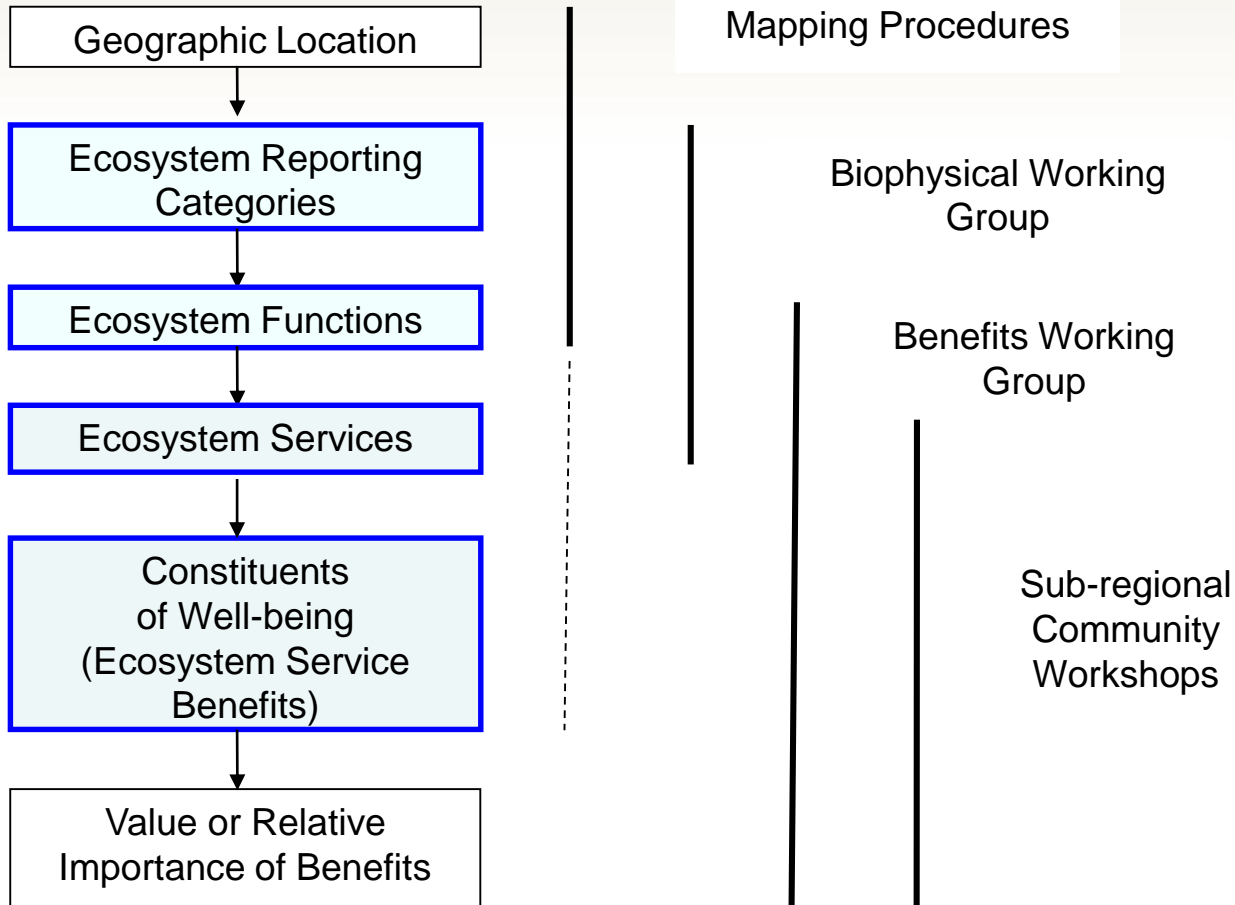 Geographic Location
Mapping Procedures
Ecosystem Reporting
Categories
Biophysical Working
Group
Ecosystem Functions
Benefits Working
Group
Ecosystem Services
Constituents
of Well-being
(Ecosystem Service
Benefits)
Sub-regional
Community
Workshops
Value or Relative
Importance of Benefits